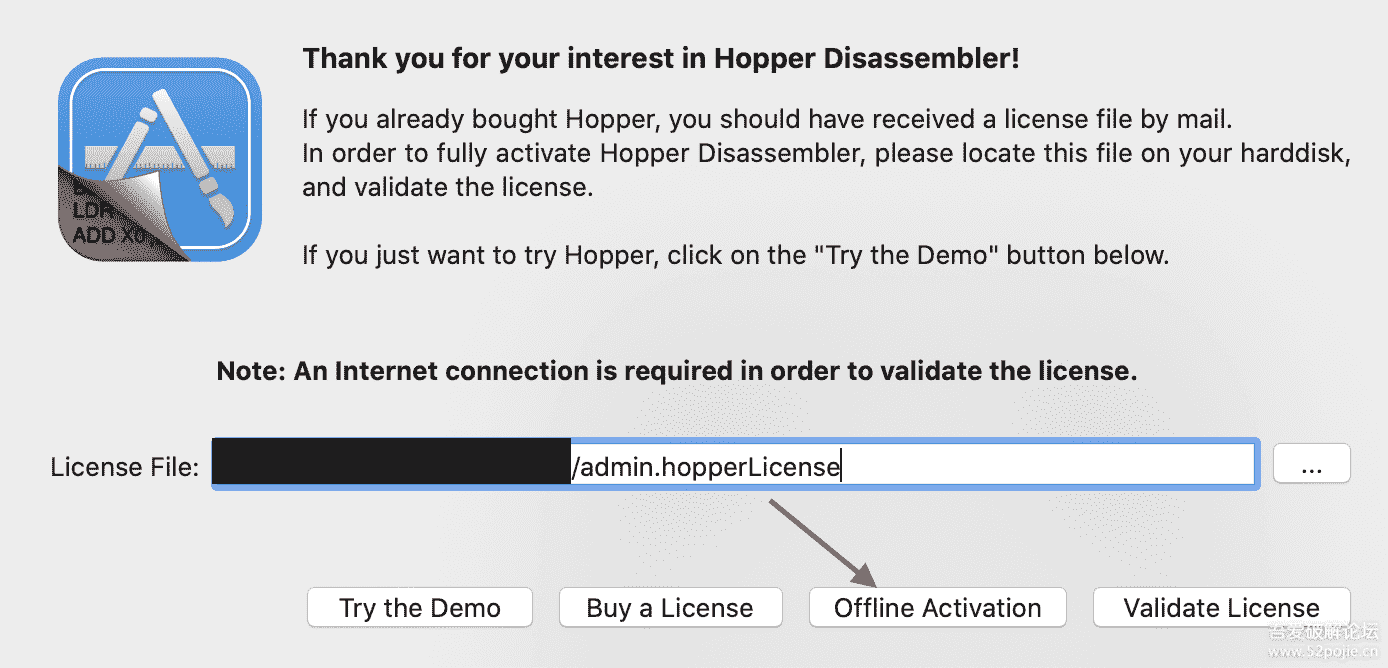 Thank you for your interest in Hopper Disassembler!
If you already bought Hopper, you should have received a license file by mail.
In order to fully activate Hopper Disassembler, please locate this file on your harddisk,
and validate the license.
If you just want to try Hopper, click on the "Try the Demo" button below.
LDR
ADD X0,
Note: An Internet connection is required in order to validate the license.
License File: /admin.hopperLicense ...
Try the Demo Buy a License Offline Activation Validate License
吾爱破解论坛
www.52pojie.cn